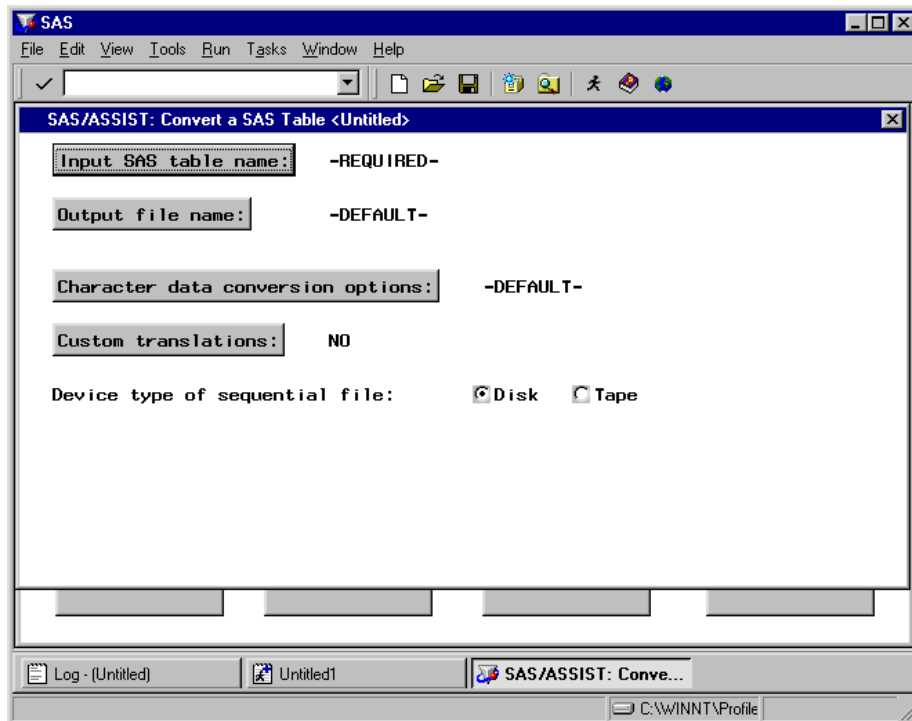 SAS
File Edit View Tools Run Tasks Window Help
SAS/ASSIST: Convert a SAS Table <Untitled>
Input SAS table name: -REQUIRED-
Output file name: -DEFAULT-
Character data conversion options: -DEFAULT-
Custom translations: NO
Device type of sequential file: Disk Tape
Log - (Untitled) Untitled1 SAS/ASSIST: Conve...
C:\WINNT\Profile